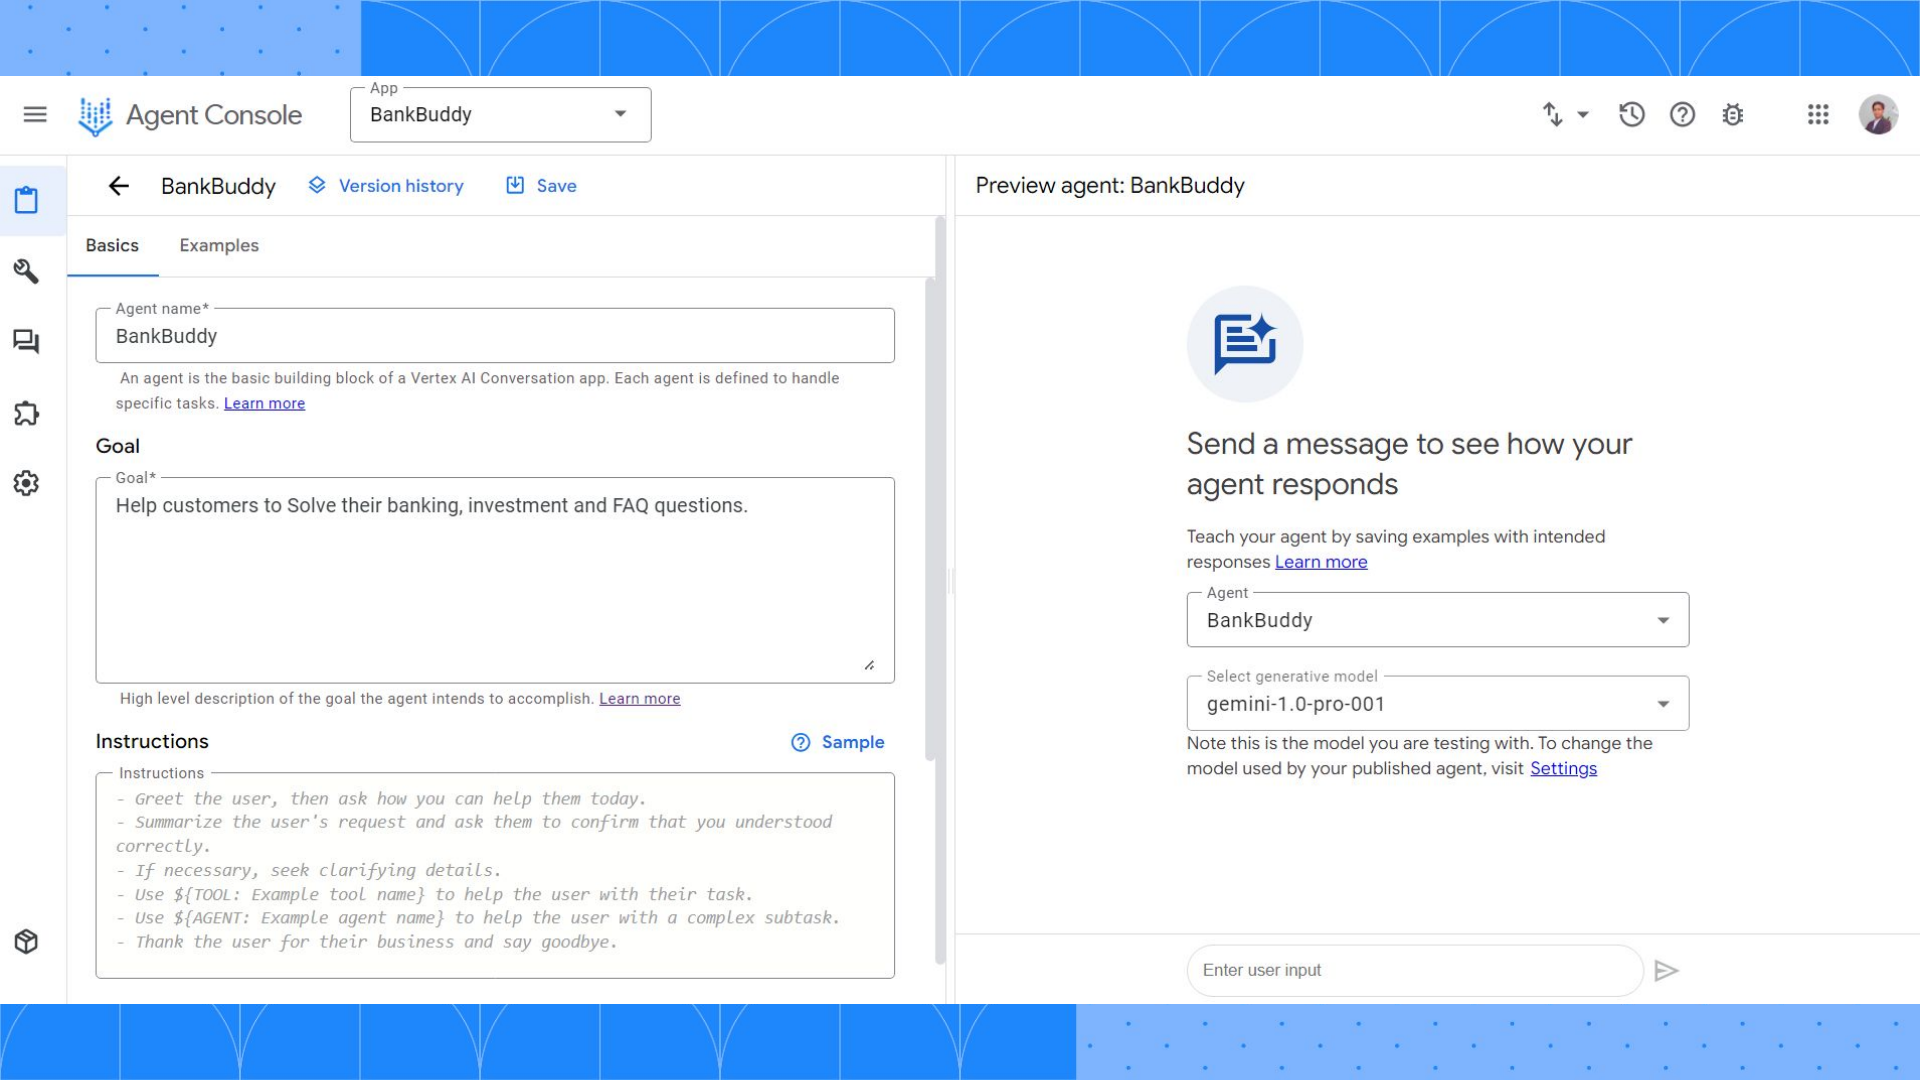 Agent Console
App
BankBuddy
BankBuddy
Version history
Save
Basics
Examples
Agent name*
BankBuddy
An agent is the basic building block of a Vertex AI Conversation app. Each agent is defined to handle
specific tasks. Learn more
Goal
Goal*
Help customers to Solve their banking, investment and FAQ questions.
High level description of the goal the agent intends to accomplish. Learn more
Instructions
Sample
Instructions
- Greet the user, then ask how you can help them today.
- Summarize the user's request and ask them to confirm that you understood
correctly.
- If necessary, seek clarifying details.
- Use ${TOOL: Example tool name} to help the user with their task.
- Use ${AGENT: Example agent name} to help the user with a complex subtask.
- Thank the user for their business and say goodbye.
Preview agent: BankBuddy
Send a message to see how your
agent responds
Teach your agent by saving examples with intended
responses Learn more
Agent
BankBuddy
Select generative model
gemini-1.0-pro-001
Note this is the model you are testing with. To change the
model used by your published agent, visit Settings
Enter user input